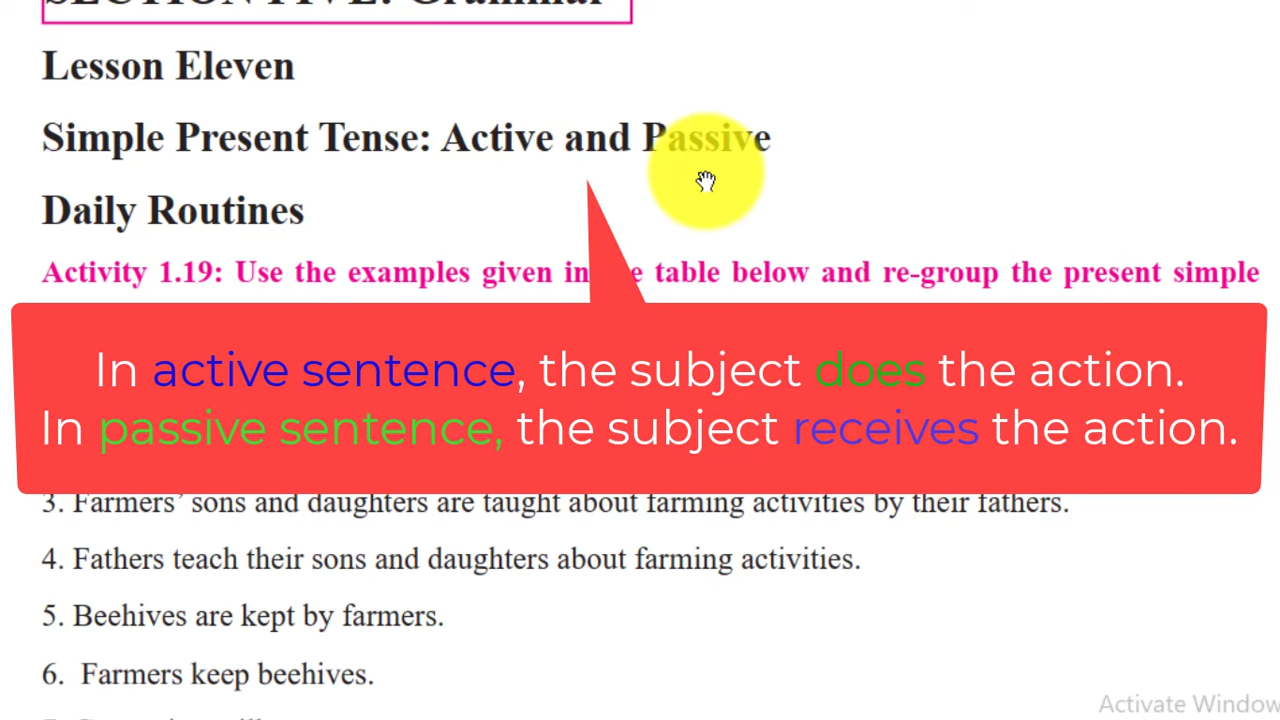 SECTION FIVE: Grammar
Lesson Eleven
Simple Present Tense: Active and Passive
Daily Routines
Activity 1.19: Use the examples given in table below and re-group the present simple
In active sentence, the subject does the action.
In passive sentence, the subject receives the action.
3. Farmers’ sons and daughters are taught about farming activities by their fathers.
4. Fathers teach their sons and daughters about farming activities.
5. Beehives are kept by farmers.
6. Farmers keep beehives.
Activate Window